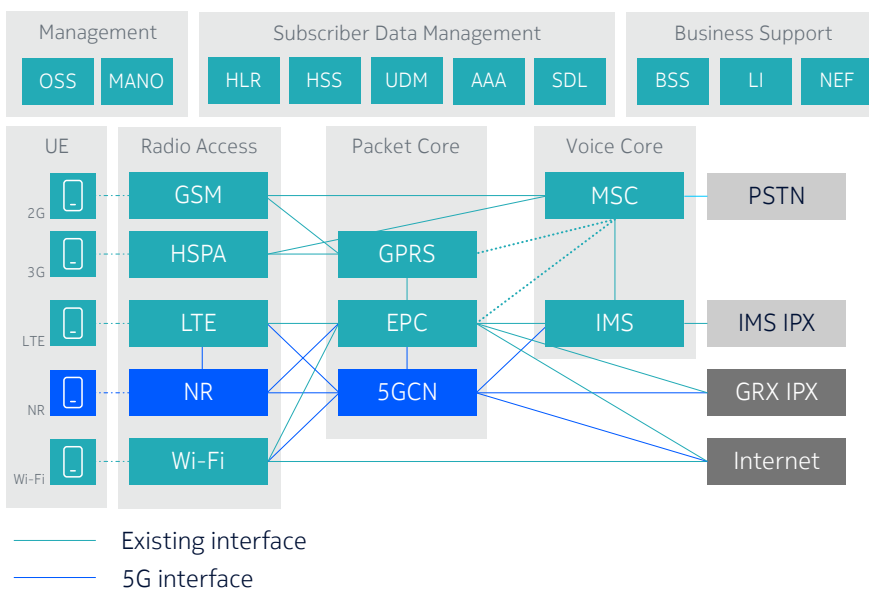 Management
Subscriber Data Management
Business Support
OSS
MANO
HLR
HSS
UDM
AAA
SDL
BSS
LI
NEF
UE
Radio Access
Packet Core
Voice Core
2G
GSM
MSC
PSTN
3G
HSPA
GPRS
LTE
LTE
EPC
IMS
IMS IPX
NR
NR
5GCN
GRX IPX
Wi-Fi
Wi-Fi
Internet
Existing interface
5G interface